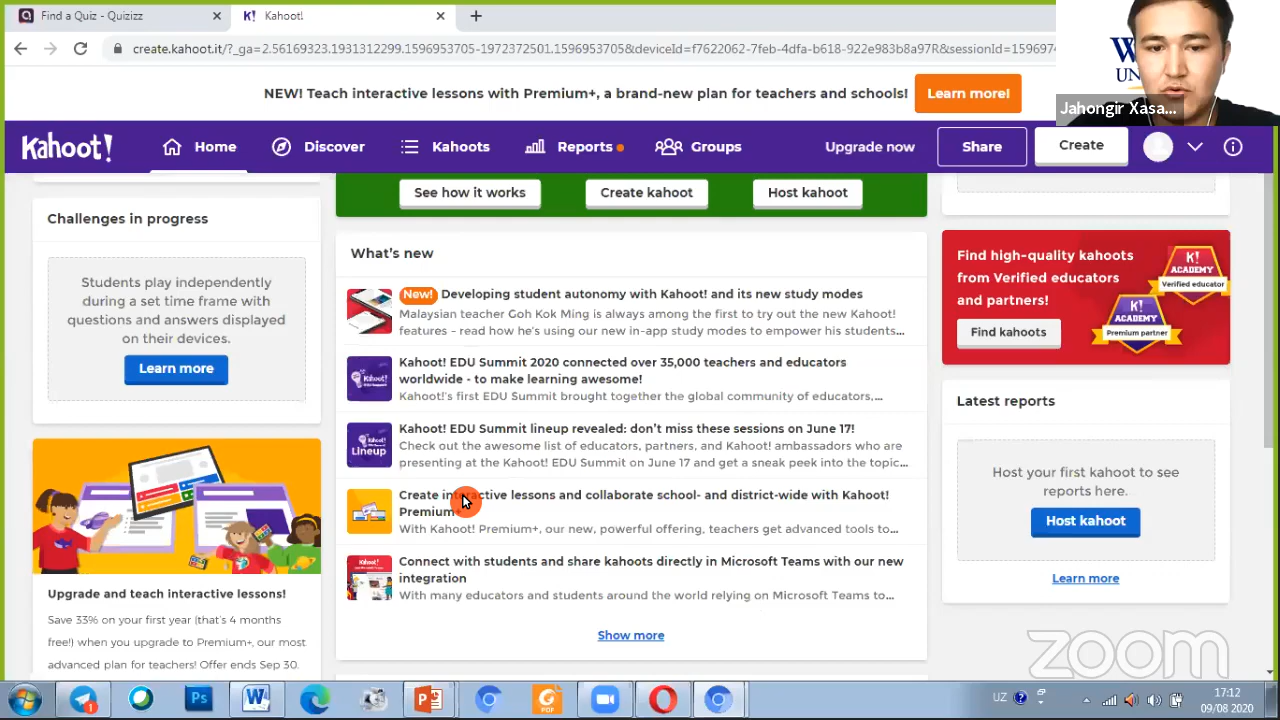 Find a Quiz - Quizizz
K! Kahoot!
create.kahoot.it/?_ga=2.56169323.1931312299.1596953705-1972372501.1596953705&deviceId=f7622062-7feb-4dfa-b618-922e983b8a97R&sessionId=159697
NEW! Teach interactive lessons with Premium+, a brand-new plan for teachers and schools!
Learn more!
Jahongir Xasa...
Kahoot!
Home
Discover
Kahoots
Reports
Groups
Upgrade now
Share
Create
See how it works
Create kahoot
Host kahoot
Challenges in progress
Students play independently
during a set time frame with
questions and answers displayed
on their devices.
Learn more
Upgrade and teach interactive lessons!
Save 33% on your first year (that's 4 months
free!) when you upgrade to Premium+, our most
advanced plan for teachers! Offer ends Sep 30.
What's new
New! Developing student autonomy with Kahoot! and its new study modes
Malaysian teacher Goh Kok Ming is always among the first to try out the new Kahoot!
features - read how he's using our new in-app study modes to empower his students...
Kahoot! EDU Summit 2020 connected over 35,000 teachers and educators
worldwide - to make learning awesome!
Kahoot!'s first EDU Summit brought together the global community of educators,...
Lineup
Kahoot! EDU Summit lineup revealed: don't miss these sessions on June 17!
Check out the awesome list of educators, partners, and Kahoot! ambassadors who are
presenting at the Kahoot! EDU Summit on June 17 and get a sneak peek into the topic...
Create interactive lessons and collaborate school- and district-wide with Kahoot!
Premium+
With Kahoot! Premium+, our new, powerful offering, teachers get advanced tools to...
Connect with students and share kahoots directly in Microsoft Teams with our new
integration
With many educators and students around the world relying on Microsoft Teams to...
Show more
Find high-quality kahoots
from Verified educators
and partners!
Find kahoots
K!
ACADEMY
Verified educator
K!
ACADEMY
Premium partner
Latest reports
Host your first kahoot to see
reports here.
Host kahoot
Learn more
zoom
UZ
17:12
09/08 2020